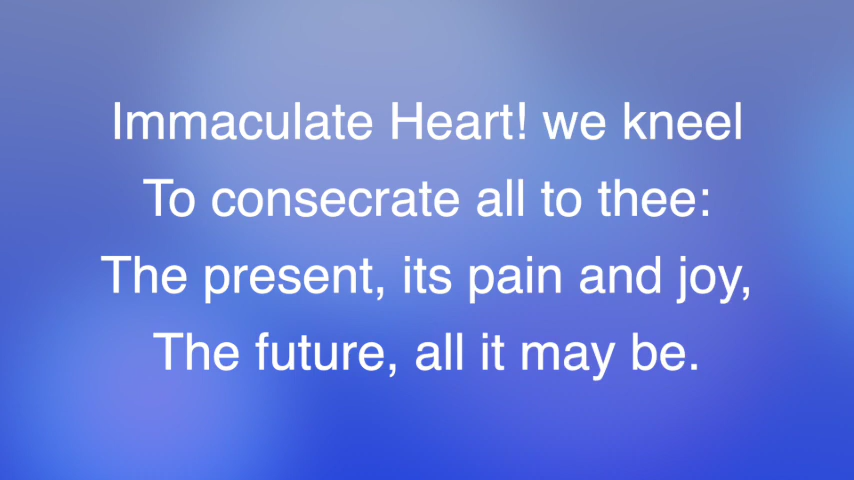 Immaculate Heart! we kneel
To consecrate all to thee:
The present, its pain and joy,
The future, all it may be.